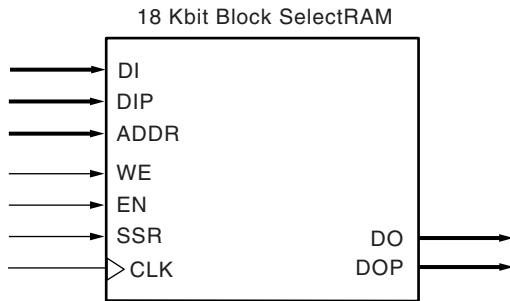 18 Kbit Block SelectRAM
DI
DIP
ADDR
WE
EN
SSR
CLK
DO
DOP